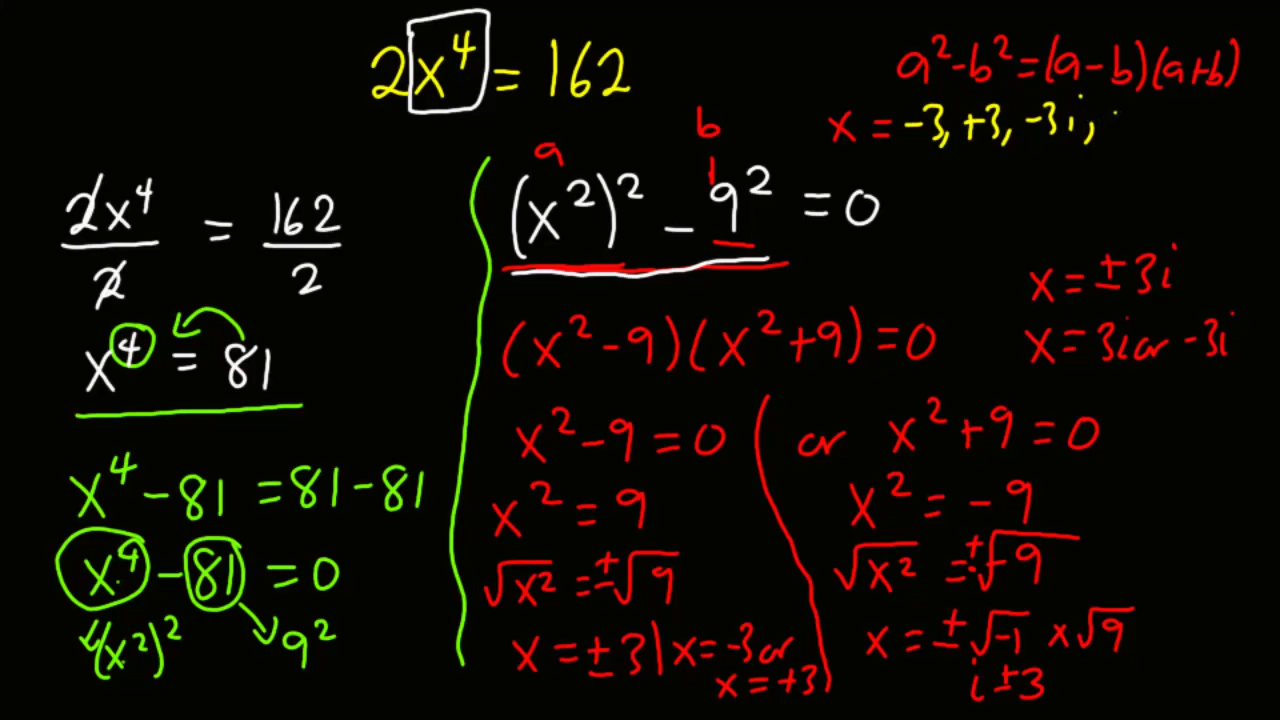 2x⁴ = 162
a² - b² = (a - b)(a + b)
x = -3, +3, -3i,
2x⁴/2 = 162/2
x⁴ = 81
x⁴ - 81 = 81 - 81
x⁴ - 81 = 0
(x²)² 9²
a b
(x²)² - 9² = 0
(x² - 9)(x² + 9) = 0
x² - 9 = 0
x² = 9
√x² = ±√9
x = ±3 | x = -3 or
x = +3
or x² + 9 = 0
x² = -9
√x² = ±√-9
x = ±√-1 x √9
i ± 3
x = ±3i
x = 3i or -3i